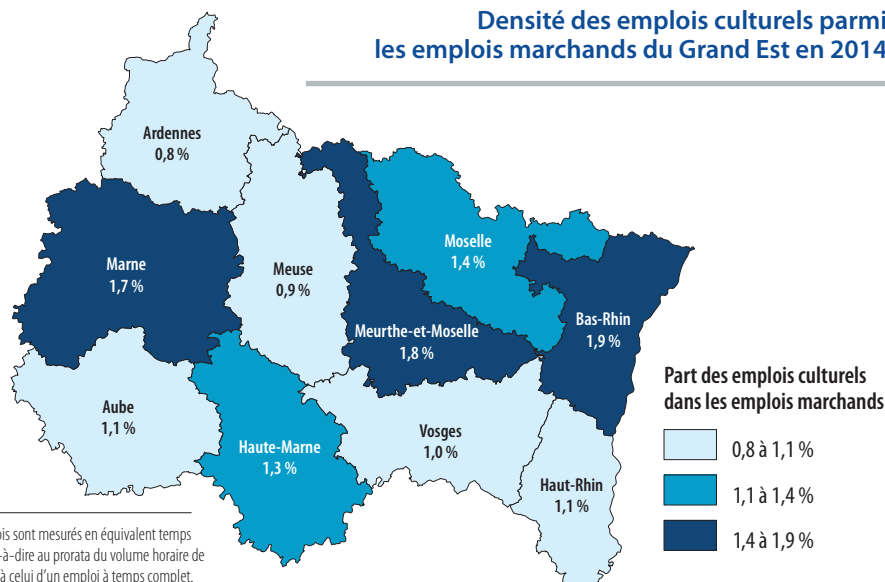 Densité des emplois culturels parmi
les emplois marchands du Grand Est en 2014
Ardennes
0,8 %
Marne
1,7 %
Meuse
0,9 %
Moselle
1,4 %
Meurthe-et-Moselle
1,8 %
Bas-Rhin
1,9 %
Aube
1,1 %
Haute-Marne
1,3 %
Vosges
1,0 %
Haut-Rhin
1,1 %
Part des emplois culturels
dans les emplois marchands
0,8 à 1,1 %
1,1 à 1,4 %
1,4 à 1,9 %
sont mesurés en équivalent temps
-à-dire au prorata du volume horaire de
à celui d'un emploi à temps complet.